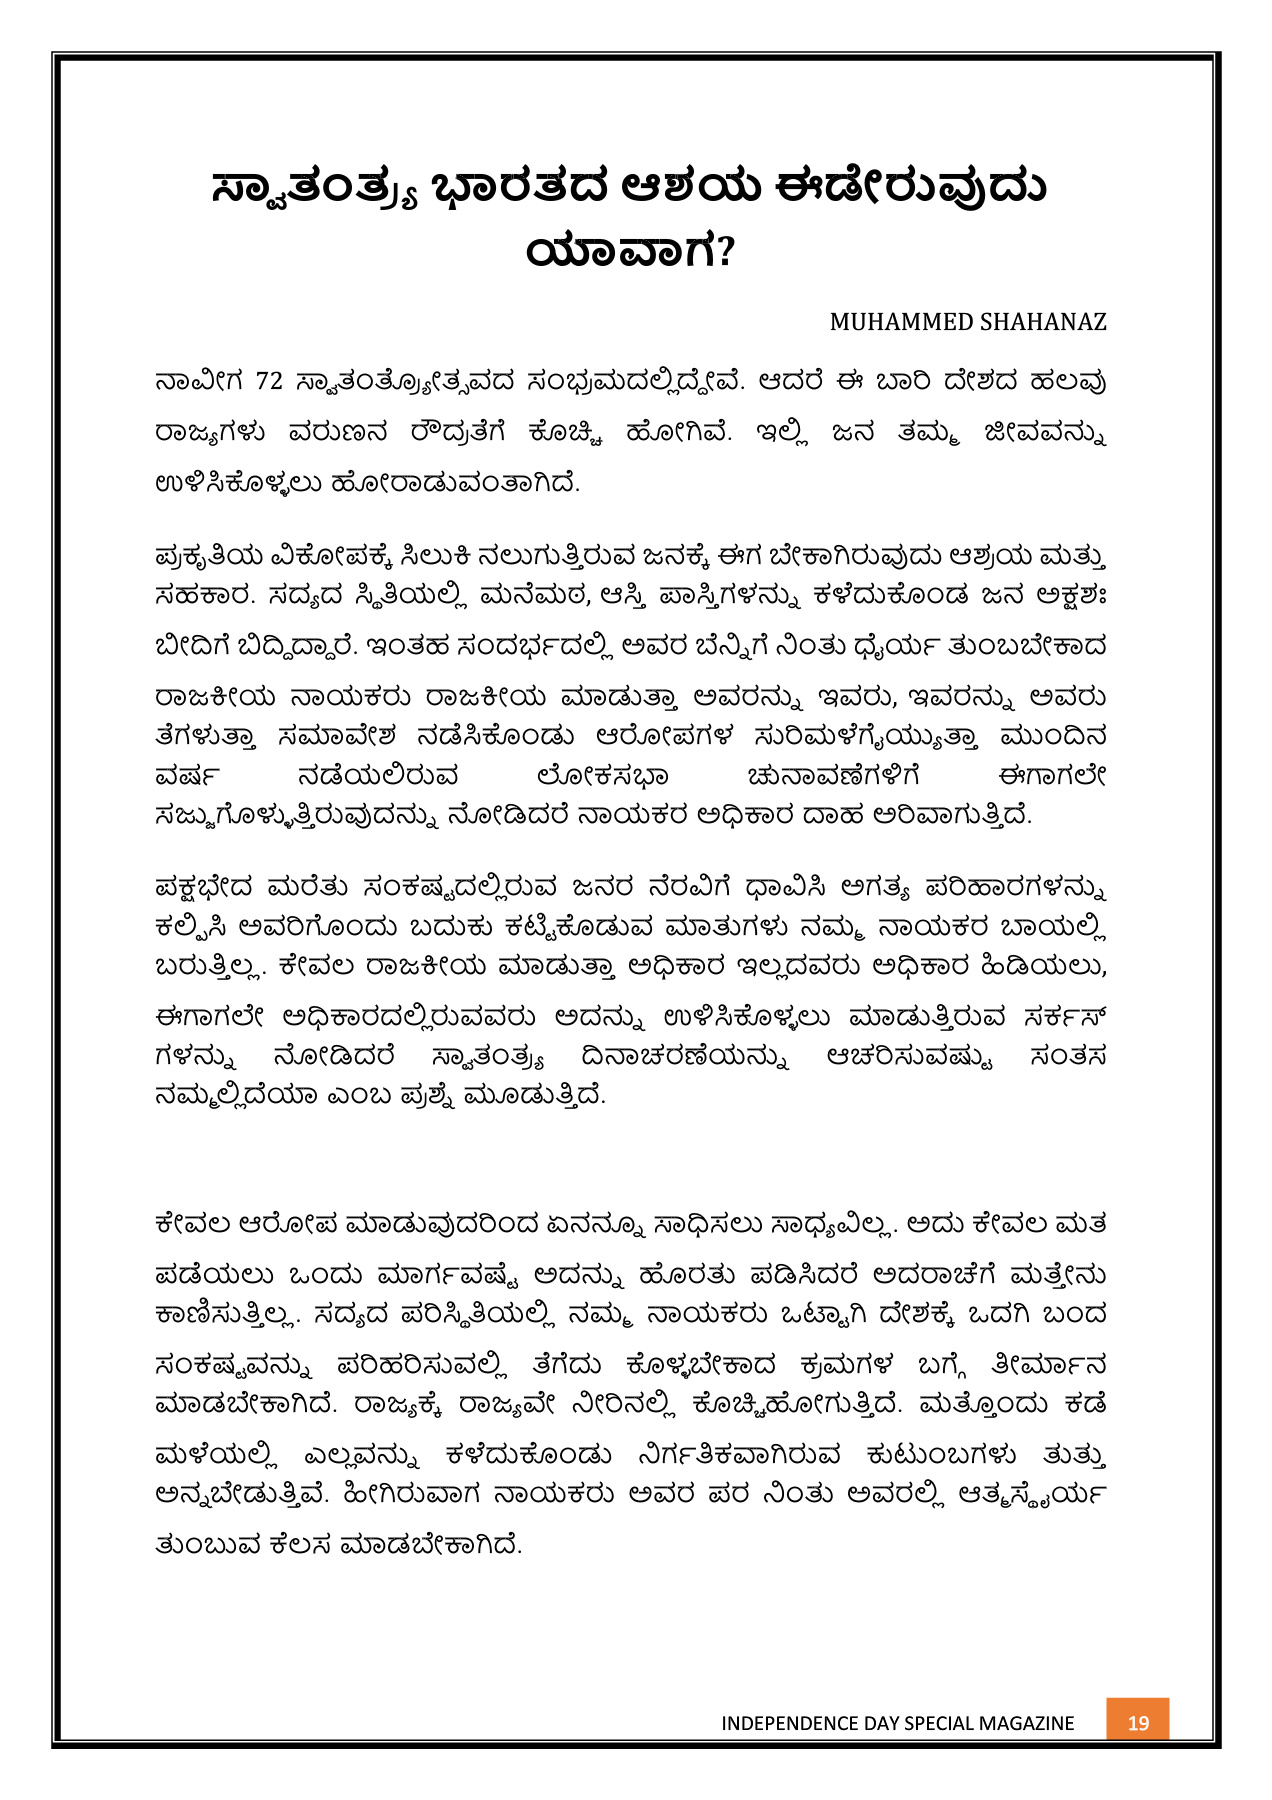 ಸ್ವಾತಂತ್ರ್ಯ ಭಾರತದ ಆಶಯ ಈಡೇರುವುದು
ಯಾವಾಗ?
MUHAMMED SHAHANAZ
ನಾವೀಗ 72 ಸ್ವಾತಂತ್ರ್ಯೋತ್ಸವದ ಸಂಭ್ರಮದಲ್ಲಿದ್ದೇವೆ. ಆದರೆ ಈ ಬಾರಿ ದೇಶದ ಹಲವು
ರಾಜ್ಯಗಳು ವರುಣನ ರೌದ್ರತೆಗೆ ಕೊಚ್ಚಿ ಹೋಗಿವೆ. ಇಲ್ಲಿ ಜನ ತಮ್ಮ ಜೀವವನ್ನು
ಉಳಿಸಿಕೊಳ್ಳಲು ಹೋರಾಡುವಂತಾಗಿದೆ.
ಪ್ರಕೃತಿಯ ವಿಕೋಪಕ್ಕೆ ಸಿಲುಕಿ ನಲುಗುತ್ತಿರುವ ಜನಕ್ಕೆ ಈಗ ಬೇಕಾಗಿರುವುದು ಆಶ್ರಯ ಮತ್ತು
ಸಹಕಾರ. ಸದ್ಯದ ಸ್ಥಿತಿಯಲ್ಲಿ ಮನೆಮಠ, ಆಸ್ತಿ ಪಾಸ್ತಿಗಳನ್ನು ಕಳೆದುಕೊಂಡ ಜನ ಅಕ್ಷಶಃ
ಬೀದಿಗೆ ಬಿದ್ದಿದ್ದಾರೆ. ಇಂತಹ ಸಂದರ್ಭದಲ್ಲಿ ಅವರ ಬೆನ್ನಿಗೆ ನಿಂತು ಧೈರ್ಯ ತುಂಬಬೇಕಾದ
ರಾಜಕೀಯ ನಾಯಕರು ರಾಜಕೀಯ ಮಾಡುತ್ತಾ ಅವರನ್ನು ಇವರು, ಇವರನ್ನು ಅವರು
ತೆಗಳುತ್ತಾ ಸಮಾವೇಶ ನಡೆಸಿಕೊಂಡು ಆರೋಪಗಳ ಸುರಿಮಳೆಗೈಯ್ಯುತ್ತಾ ಮುಂದಿನ
ವರ್ಷ ನಡೆಯಲಿರುವ ಲೋಕಸಭಾ ಚುನಾವಣೆಗಳಿಗೆ ಈಗಾಗಲೇ
ಸಜ್ಜುಗೊಳ್ಳುತ್ತಿರುವುದನ್ನು ನೋಡಿದರೆ ನಾಯಕರ ಅಧಿಕಾರ ದಾಹ ಅರಿವಾಗುತ್ತಿದೆ.
ಪಕ್ಷಭೇದ ಮರೆತು ಸಂಕಷ್ಟದಲ್ಲಿರುವ ಜನರ ನೆರವಿಗೆ ಧಾವಿಸಿ ಅಗತ್ಯ ಪರಿಹಾರಗಳನ್ನು
ಕಲ್ಪಿಸಿ ಅವರಿಗೊಂದು ಬದುಕು ಕಟ್ಟಿಕೊಡುವ ಮಾತುಗಳು ನಮ್ಮ ನಾಯಕರ ಬಾಯಲ್ಲಿ
ಬರುತ್ತಿಲ್ಲ. ಕೇವಲ ರಾಜಕೀಯ ಮಾಡುತ್ತಾ ಅಧಿಕಾರ ಇಲ್ಲದವರು ಅಧಿಕಾರ ಹಿಡಿಯಲು,
ಈಗಾಗಲೇ ಅಧಿಕಾರದಲ್ಲಿರುವವರು ಅದನ್ನು ಉಳಿಸಿಕೊಳ್ಳಲು ಮಾಡುತ್ತಿರುವ ಸರ್ಕಸ್
ಗಳನ್ನು ನೋಡಿದರೆ ಸ್ವಾತಂತ್ರ್ಯ ದಿನಾಚರಣೆಯನ್ನು ಆಚರಿಸುವಷ್ಟು ಸಂತಸ
ನಮ್ಮಲ್ಲಿದೆಯಾ ಎಂಬ ಪ್ರಶ್ನೆ ಮೂಡುತ್ತಿದೆ.
ಕೇವಲ ಆರೋಪ ಮಾಡುವುದರಿಂದ ಏನನ್ನೂ ಸಾಧಿಸಲು ಸಾಧ್ಯವಿಲ್ಲ. ಅದು ಕೇವಲ ಮತ
ಪಡೆಯಲು ಒಂದು ಮಾರ್ಗವಷ್ಟೆ ಅದನ್ನು ಹೊರತು ಪಡಿಸಿದರೆ ಅದರಾಚೆಗೆ ಮತ್ತೇನು
ಕಾಣಿಸುತ್ತಿಲ್ಲ. ಸದ್ಯದ ಪರಿಸ್ಥಿತಿಯಲ್ಲಿ ನಮ್ಮ ನಾಯಕರು ಒಟ್ಟಾಗಿ ದೇಶಕ್ಕೆ ಒದಗಿ ಬಂದ
ಸಂಕಷ್ಟವನ್ನು ಪರಿಹರಿಸುವಲ್ಲಿ ತೆಗೆದು ಕೊಳ್ಳಬೇಕಾದ ಕ್ರಮಗಳ ಬಗ್ಗೆ ತೀರ್ಮಾನ
ಮಾಡಬೇಕಾಗಿದೆ. ರಾಜ್ಯಕ್ಕೆ ರಾಜ್ಯವೇ ನೀರಿನಲ್ಲಿ ಕೊಚ್ಚಿಹೋಗುತ್ತಿದೆ. ಮತ್ತೊಂದು ಕಡೆ
ಮಳೆಯಲ್ಲಿ ಎಲ್ಲವನ್ನು ಕಳೆದುಕೊಂಡು ನಿರ್ಗತಿಕವಾಗಿರುವ ಕುಟುಂಬಗಳು ತುತ್ತು
ಅನ್ನಬೇಡುತ್ತಿವೆ. ಹೀಗಿರುವಾಗ ನಾಯಕರು ಅವರ ಪರ ನಿಂತು ಅವರಲ್ಲಿ ಆತ್ಮಸ್ಥೈರ್ಯ
ತುಂಬುವ ಕೆಲಸ ಮಾಡಬೇಕಾಗಿದೆ.
INDEPENDENCE DAY SPECIAL MAGAZINE 19